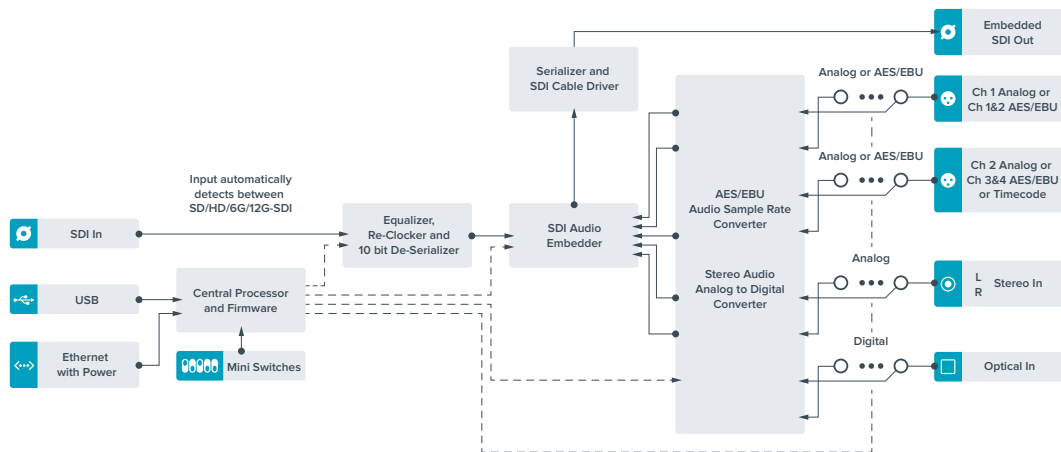 Embedded
SDI Out
Serializer and
SDI Cable Driver
Analog or AES/EBU
Ch 1 Analog or
Ch 1&2 AES/EBU
Analog or AES/EBU
Ch 2 Analog or
Ch 3&4 AES/EBU
or Timecode
Input automatically
detects between
SD/HD/6G/12G-SDI
SDI In
Equalizer,
Re-Clocker and
10 bit De-Serializer
SDI Audio
Embedder
AES/EBU
Audio Sample Rate
Converter
Stereo Audio
Analog to Digital
Converter
Analog
L
R
Stereo In
USB
Central Processor
and Firmware
Ethernet
with Power
Mini Switches
Digital
Optical In